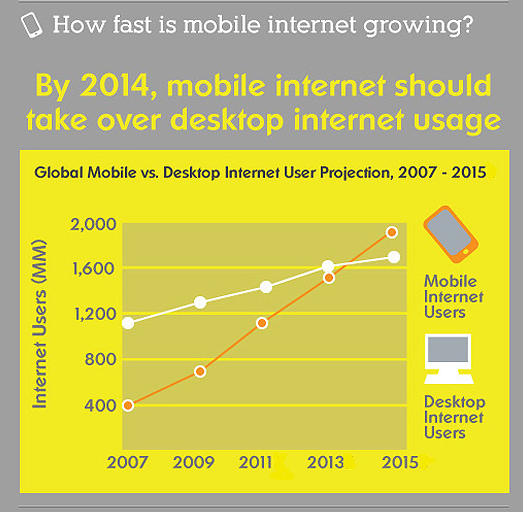 How fast is mobile internet growing?
By 2014, mobile internet should
take over desktop internet usage
Global Mobile vs. Desktop Internet User Projection, 2007 - 2015
Internet Users (MM)
2,000
1,600
1,200
800
400
2007 2009 2011 2013 2015
Mobile
Internet
Users
Desktop
Internet
Users